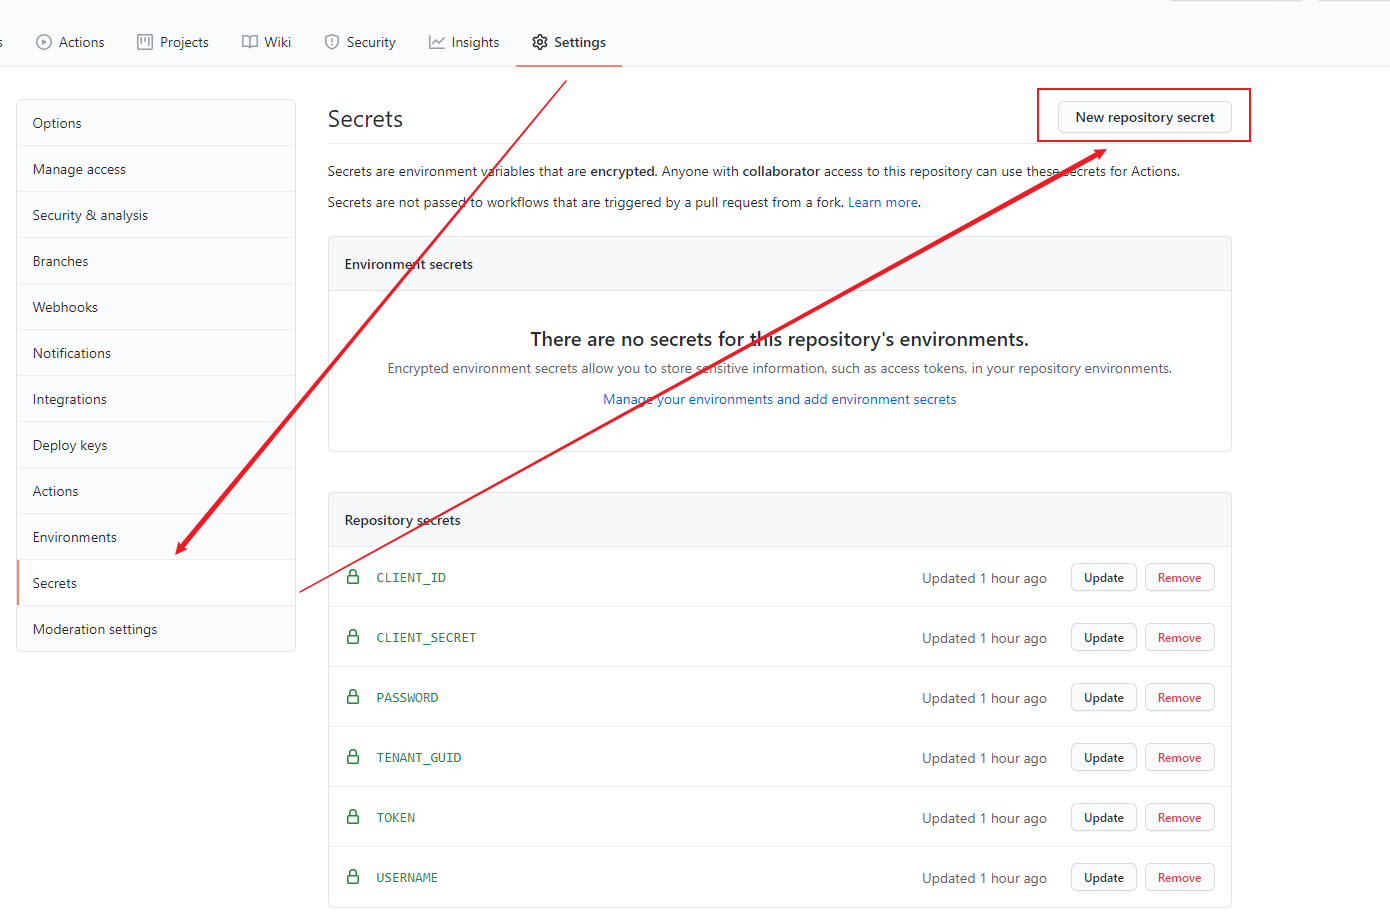 s Actions Projects Wiki Security Insights Settings
Options
Manage access
Security & analysis
Branches
Webhooks
Notifications
Integrations
Deploy keys
Actions
Environments
Secrets
Moderation settings
Secrets
New repository secret
Secrets are environment variables that are encrypted. Anyone with collaborator access to this repository can use these secrets for Actions.
Secrets are not passed to workflows that are triggered by a pull request from a fork. Learn more.
Environment secrets
There are no secrets for this repository's environments.
Encrypted environment secrets allow you to store sensitive information, such as access tokens, in your repository environments.
Manage your environments and add environment secrets
Repository secrets
CLIENT_ID Updated 1 hour ago Update Remove
CLIENT_SECRET Updated 1 hour ago Update Remove
PASSWORD Updated 1 hour ago Update Remove
TENANT_GUID Updated 1 hour ago Update Remove
TOKEN Updated 1 hour ago Update Remove
USERNAME Updated 1 hour ago Update Remove